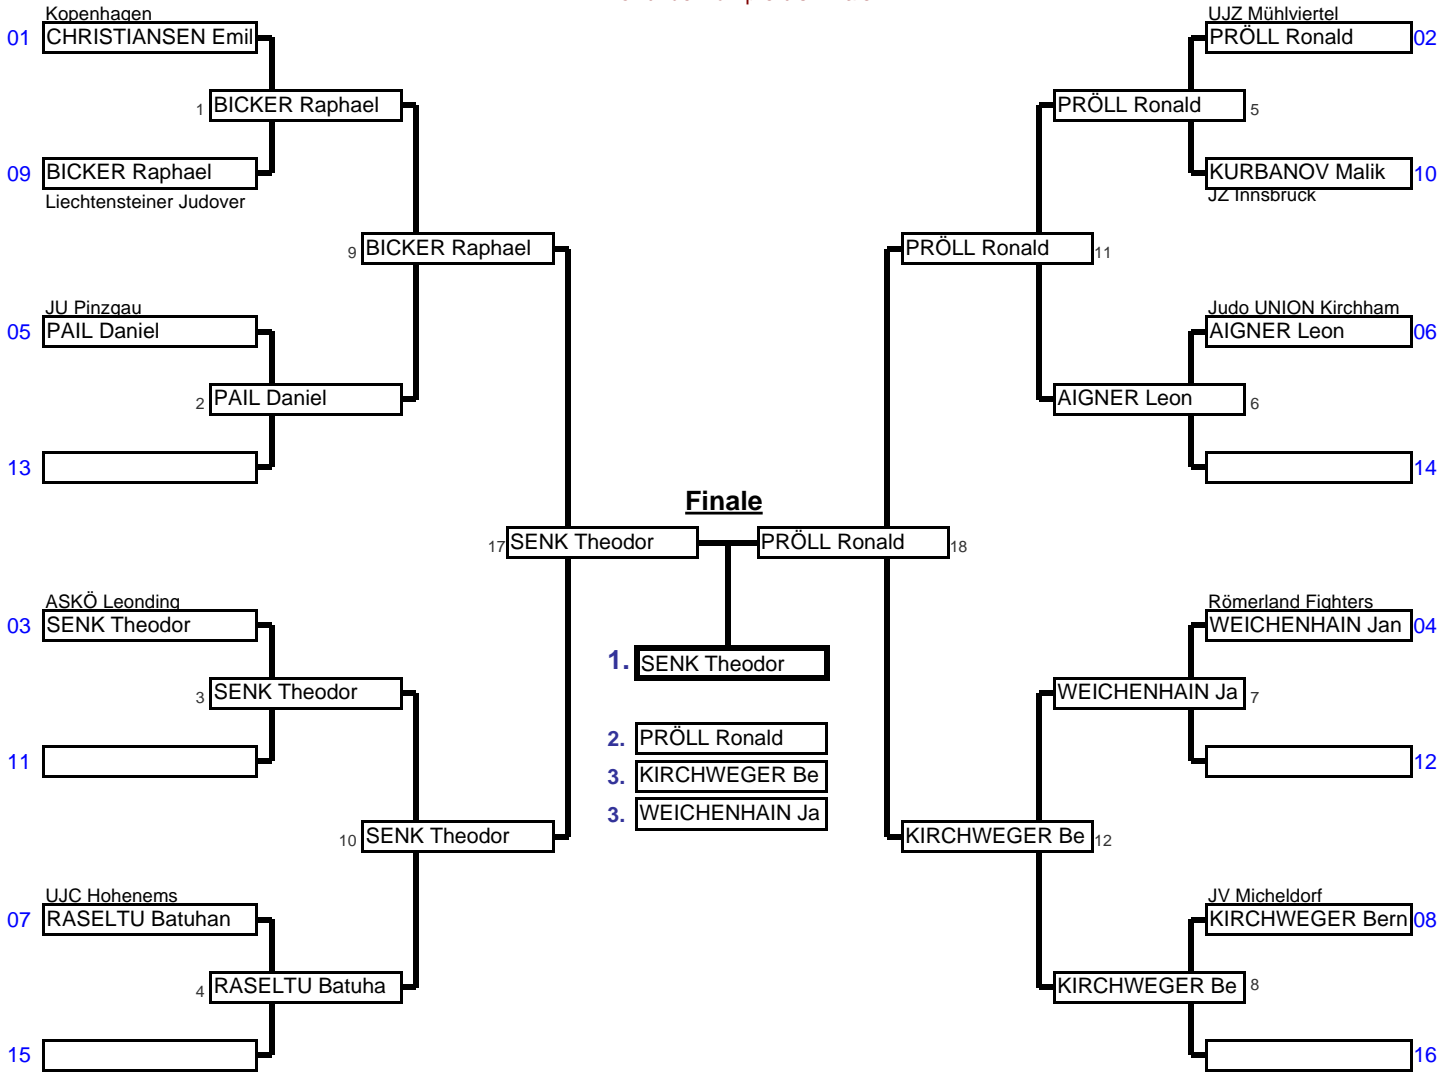 Kopenhagen
01 CHRISTIANSEN Emil
1 BICKER Raphael
09 BICKER Raphael
Liechtensteiner Judover
9 BICKER Raphael
JU Pinzgau
05 PAIL Daniel
2 PAIL Daniel
13
17 SENK Theodor
ASKÖ Leonding
03 SENK Theodor
3 SENK Theodor
11
10 SENK Theodor
UJC Hohenems
07 RASELTU Batuhan
4 RASELTU Batuha
15
Finale
1. SENK Theodor
2. PRÖLL Ronald
3. KIRCHWEGER Be
3. WEICHENHAIN Ja
UJZ Mühlviertel
PRÖLL Ronald 02
PRÖLL Ronald 5
KURBANOV Malik 10
JZ Innsbruck
PRÖLL Ronald 11
Judo UNION Kirchham
AIGNER Leon 06
AIGNER Leon 6
14
PRÖLL Ronald 18
Römerland Fighters
WEICHENHAIN Jan 04
WEICHENHAIN Ja 7
12
KIRCHWEGER Be 12
JV Micheldorf
KIRCHWEGER Bern 08
KIRCHWEGER Be 8
16